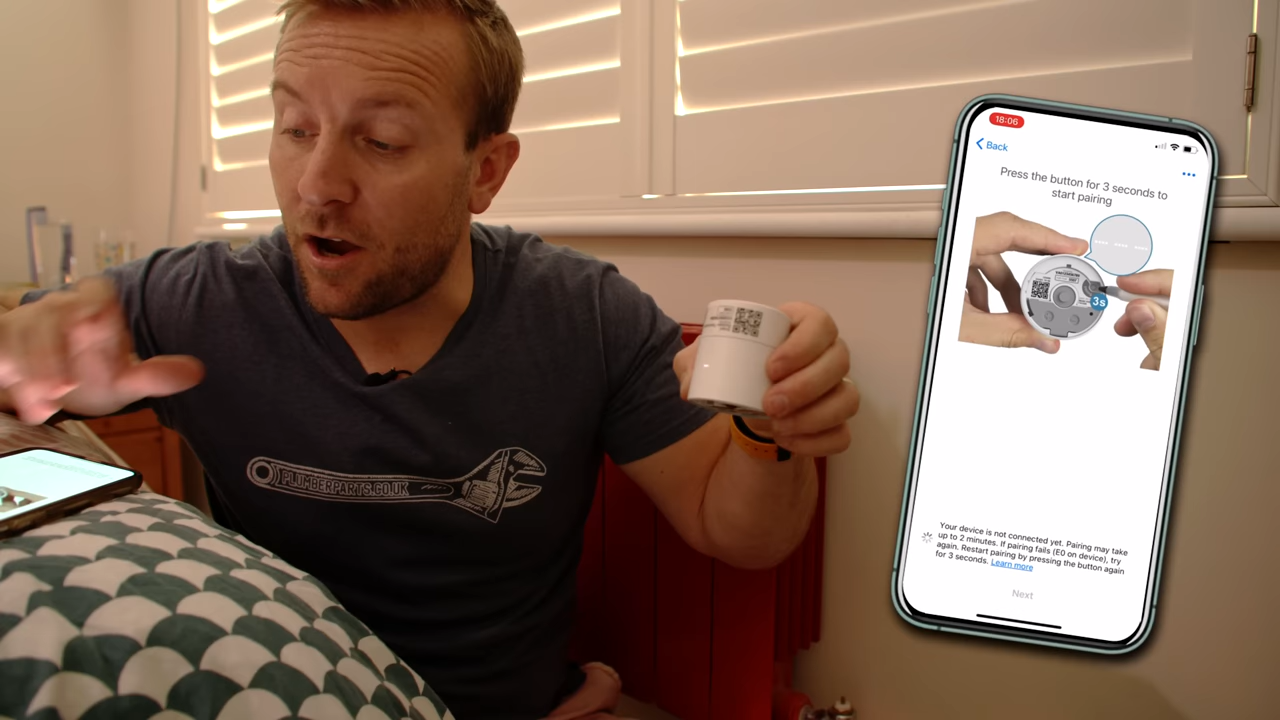 PLUMBERPARTS.CO.UK
18:06
Back
Press the button for 3 seconds to
start pairing
3s
Your device is not connected yet. Pairing may take
up to 2 minutes. If pairing fails (E0 on device), try
again. Restart pairing by pressing the button again
for 3 seconds. Learn more
Next